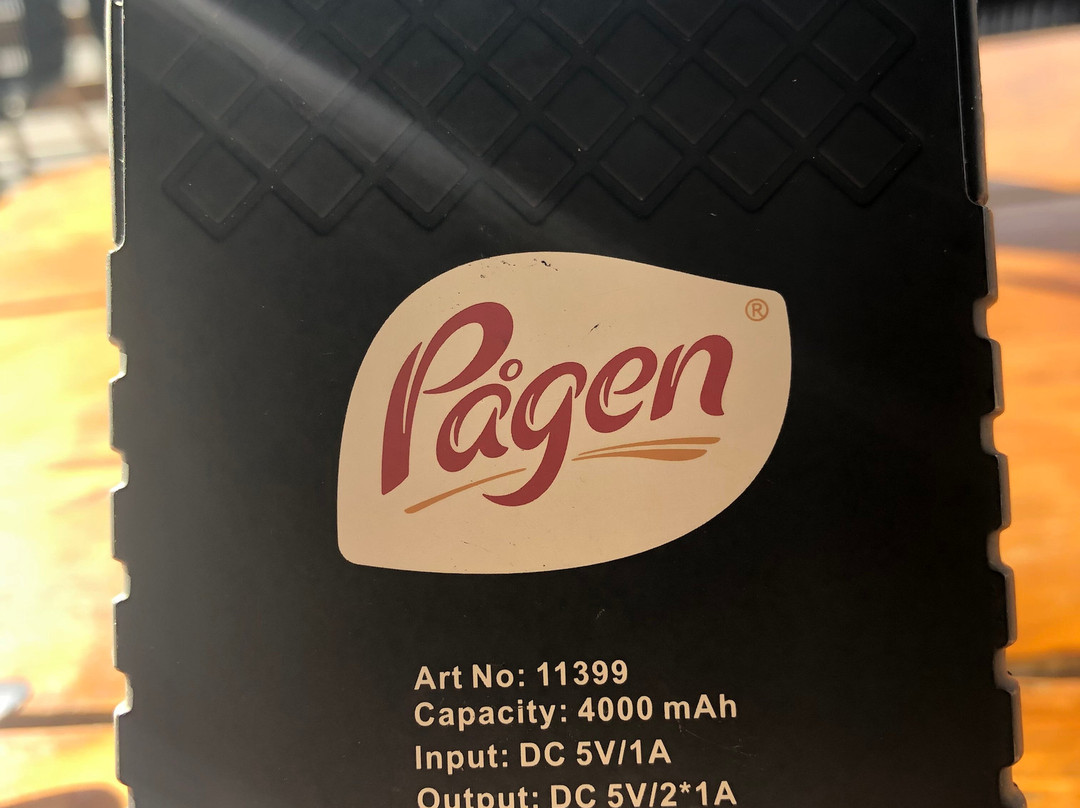 Pågen ®
Art No: 11399
Capacity: 4000 mAh
Input: DC 5V/1A
Output: DC 5V/2*1A